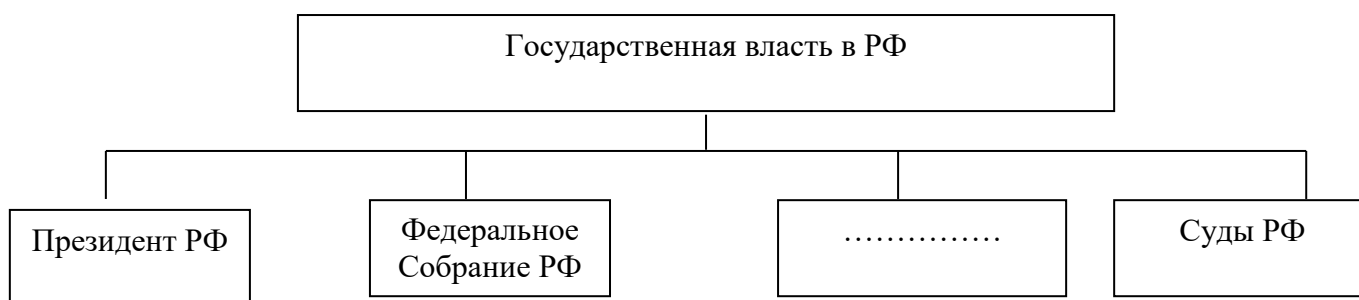 Государственная власть в РФ
Президент РФ
Федеральное
Собрание РФ
……………
Суды РФ